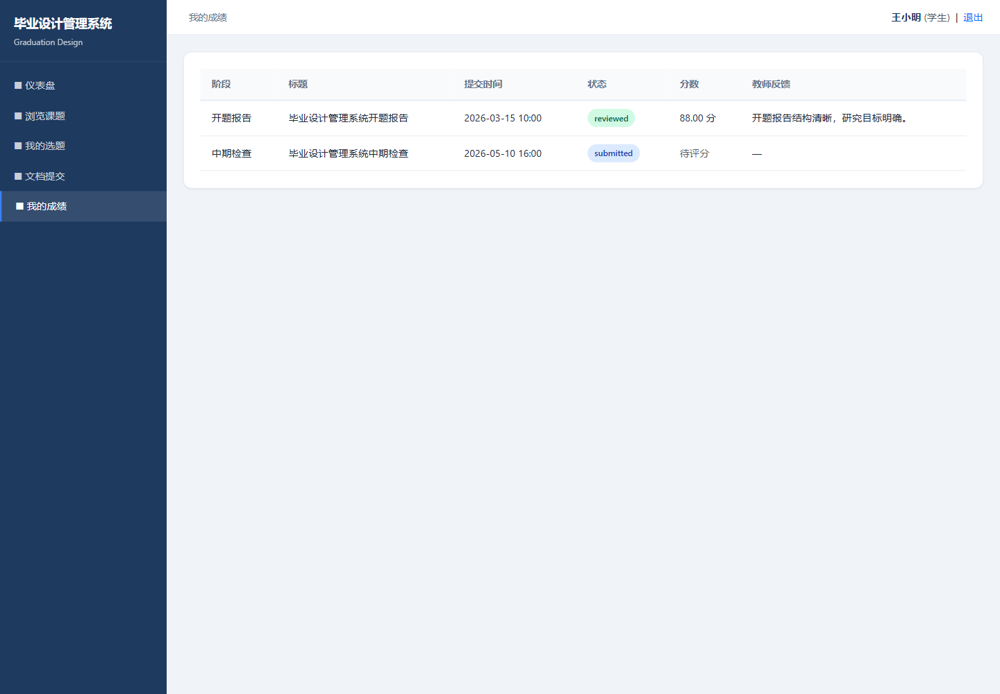 毕业设计管理系统
Graduation Design
仪表盘
浏览课题
我的选题
文档提交
我的成绩
我的成绩
王小明 (学生) | 退出
阶段 标题 提交时间 状态 分数 教师反馈
开题报告 毕业设计管理系统开题报告 2026-03-15 10:00 reviewed 88.00 分 开题报告结构清晰，研究目标明确。
中期检查 毕业设计管理系统中期检查 2026-05-10 16:00 submitted 待评分 —